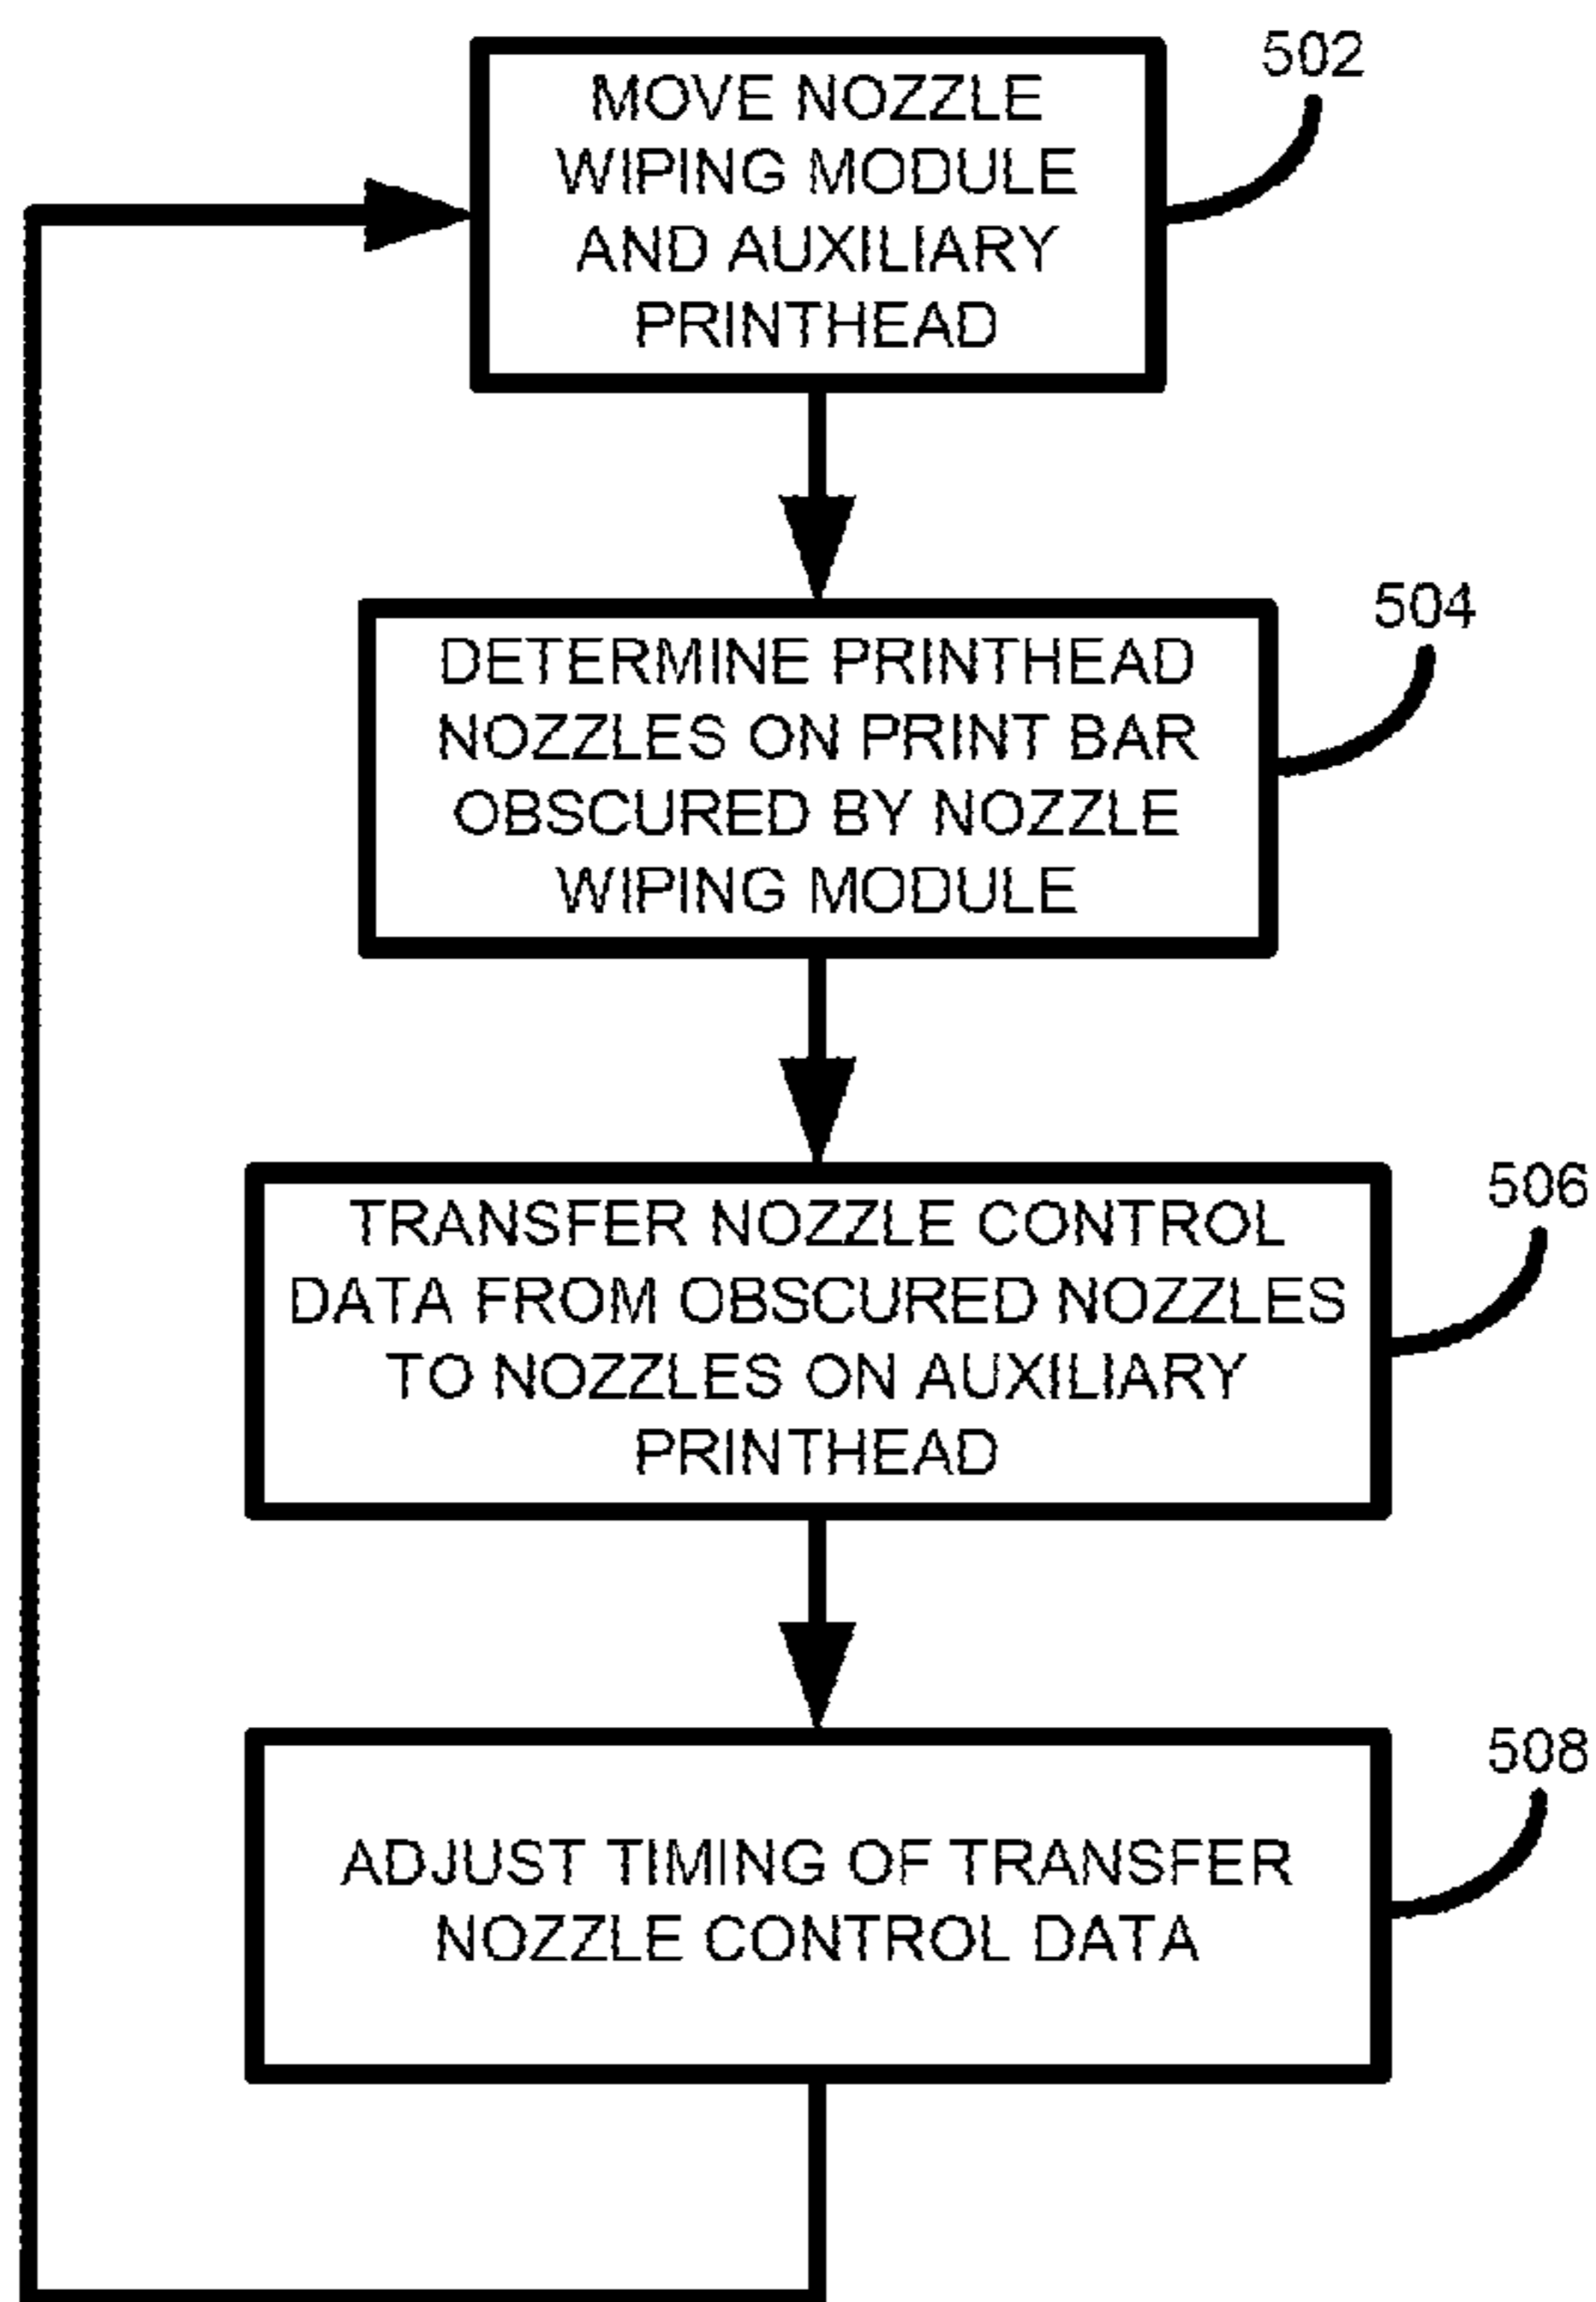 502
MOVE NOZZLE
WIPING MODULE
AND AUXILIARY
PRINTHEAD
504
DETERMINE PRINTHEAD
NOZZLES ON PRINT BAR
OBSCURED BY NOZZLE
WIPING MODULE
506
TRANSFER NOZZLE CONTROL
DATA FROM OBSCURED NOZZLES
TO NOZZLES ON AUXILIARY
PRINTHEAD
508
ADJUST TIMING OF TRANSFER
NOZZLE CONTROL DATA